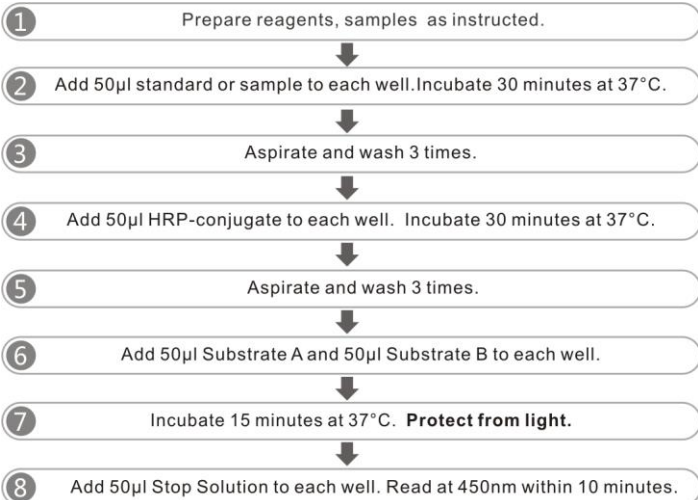 1 Prepare reagents, samples as instructed.
2 Add 50μl standard or sample to each well.Incubate 30 minutes at 37°C.
3 Aspirate and wash 3 times.
4 Add 50μl HRP-conjugate to each well. Incubate 30 minutes at 37°C.
5 Aspirate and wash 3 times.
6 Add 50μl Substrate A and 50μl Substrate B to each well.
7 Incubate 15 minutes at 37°C. Protect from light.
8 Add 50μl Stop Solution to each well. Read at 450nm within 10 minutes.